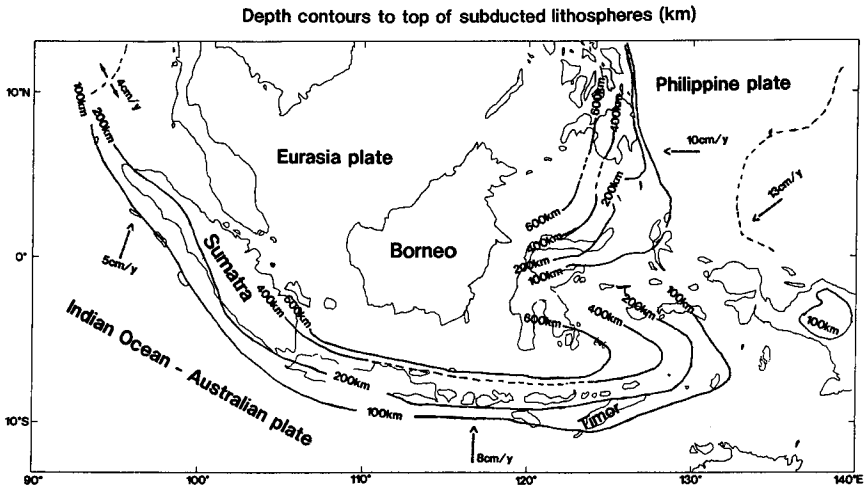 Depth contours to top of subducted lithospheres (km)
10°N
0°
10°S
90°
100°
110°
120°
130°
140°E
100km
200km
4cm/y
Eurasia plate
Philippine plate
600km
400km
200km
10cm/y
13cm/y
5cm/y
Sumatra
400km
600km
Borneo
600km
400km
200km
100km
Indian Ocean - Australian plate
200km
100km
600km
400km
200km
100km
100km
Timor
8cm/y